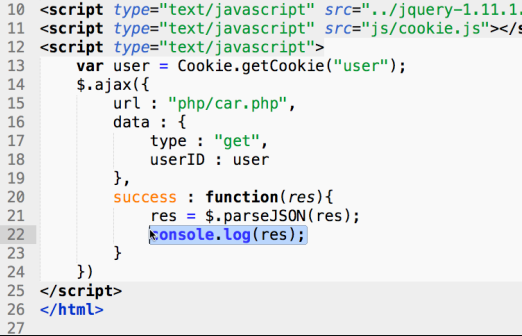 10 <script type="text/javascript" src="../jquery-1.11.1.
11 <script type="text/javascript" src="js/cookie.js"></s
12 <script type="text/javascript">
13 var user = Cookie.getCookie("user");
14 $.ajax({
15 url : "php/car.php",
16 data : {
17 type : "get",
18 userID : user
19 },
20 success : function(res){
21 res = $.parseJSON(res);
22 console.log(res);
23 }
24 })
25 </script>
26 </html>
27